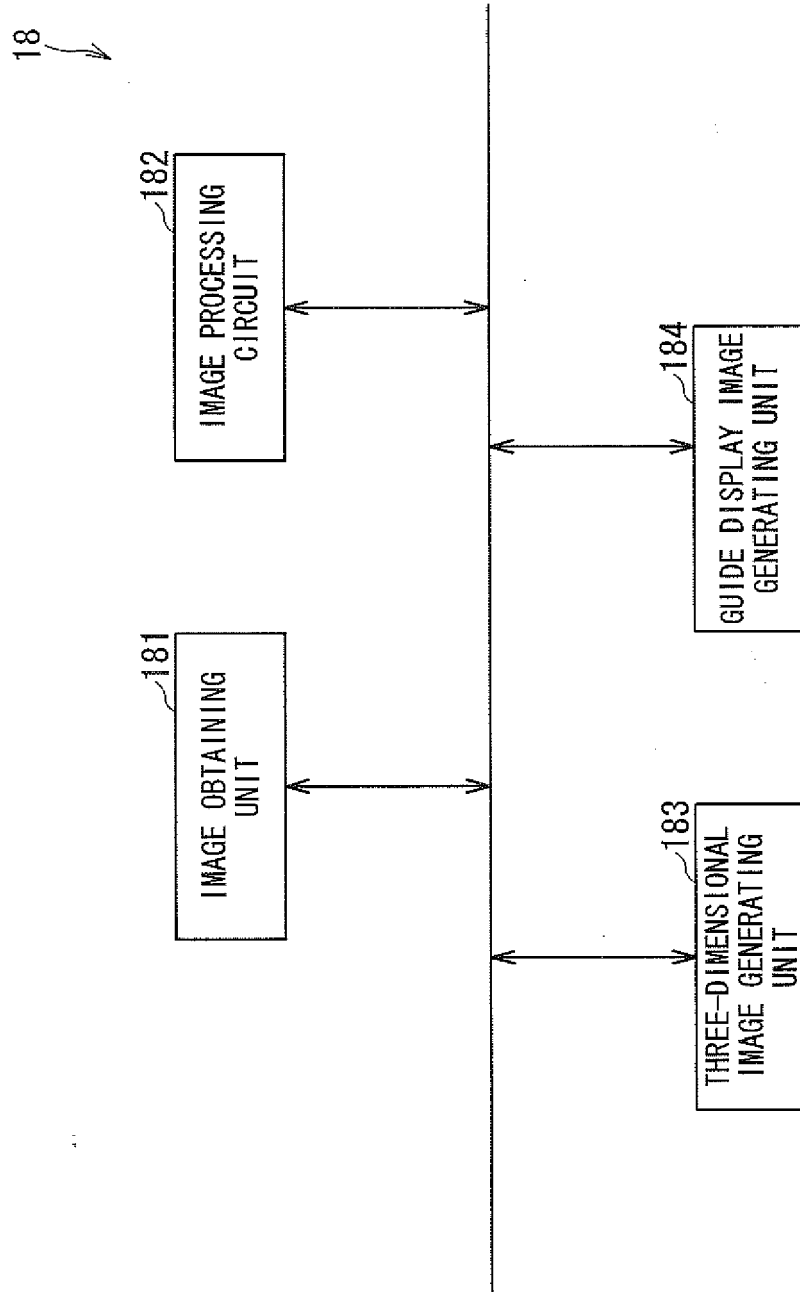 18
181
IMAGE OBTAINING
UNIT
182
IMAGE PROCESSING
CIRCUIT
183
THREE-DIMENSIONAL
IMAGE GENERATING
UNIT
184
GUIDE DISPLAY IMAGE
GENERATING UNIT